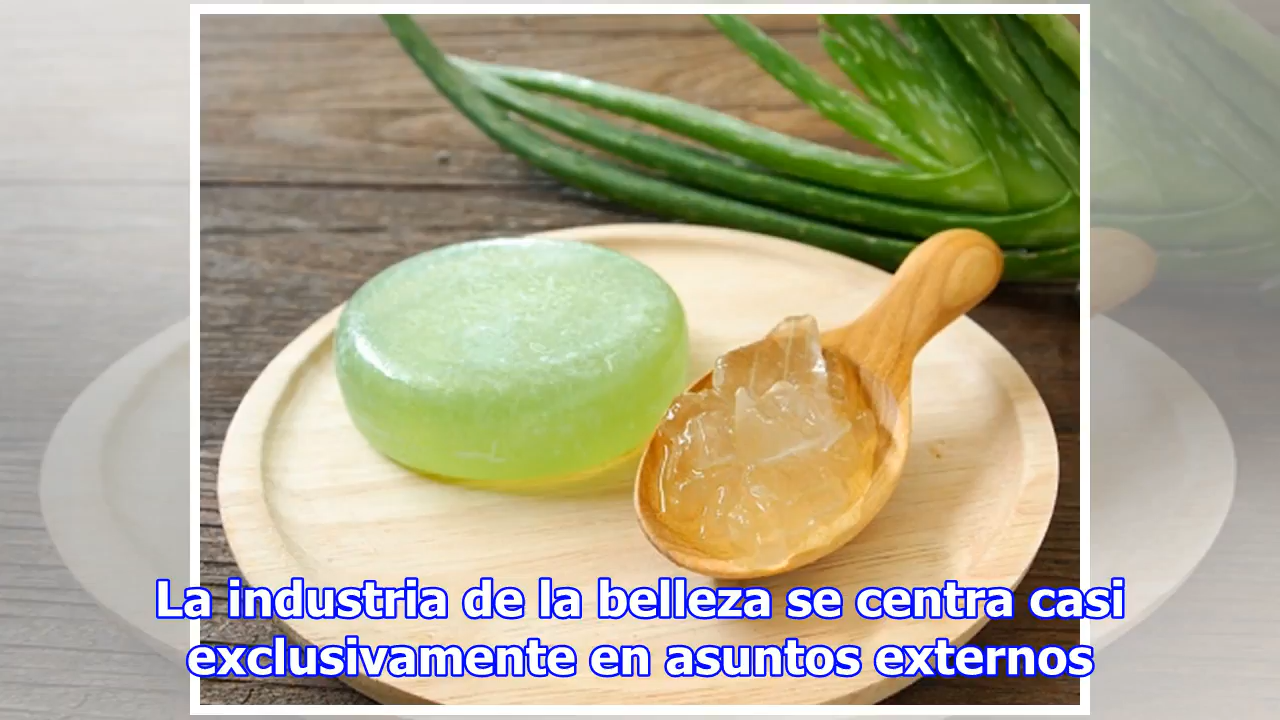 La industria de la belleza se centra casi
exclusivamente en asuntos externos